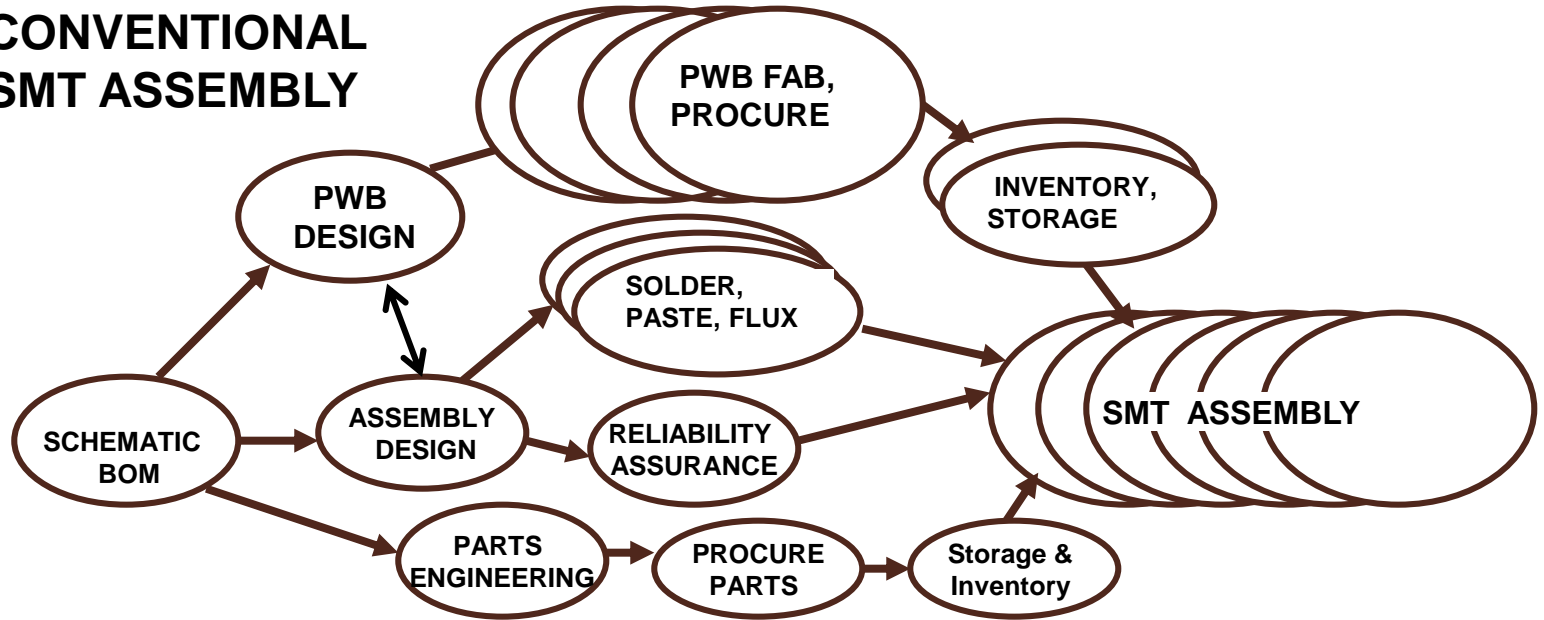 CONVENTIONAL
SMT ASSEMBLY
PWB FAB,
PROCURE
PWB
DESIGN
INVENTORY,
STORAGE
SOLDER,
PASTE, FLUX
SCHEMATIC
BOM
ASSEMBLY
DESIGN
RELIABILITY
ASSURANCE
SMT ASSEMBLY
PARTS
ENGINEERING
PROCURE
PARTS
Storage &
Inventory